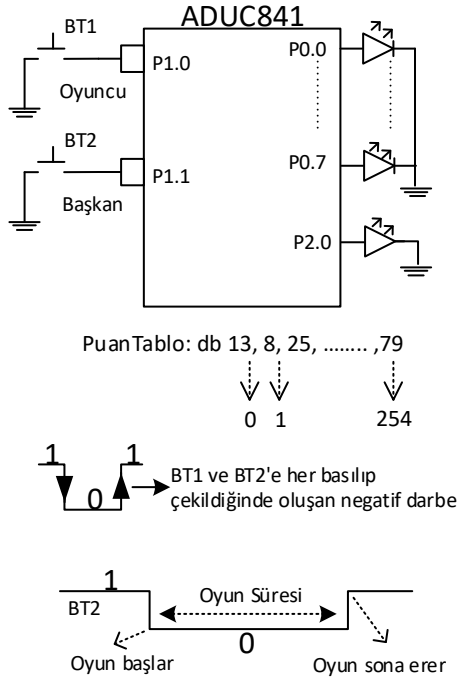 ADUC841
BT1
P1.0
P0.0
Oyuncu
BT2
P1.1
P0.7
Başkan
P2.0
PuanTablo: db 13, 8, 25, ........ ,79
0 1 254
1 1
0
BT1 ve BT2'e her basılıp
çekildiğinde oluşan negatif darbe
1
BT2
Oyun Süresi
0
Oyun başlar
Oyun sona erer